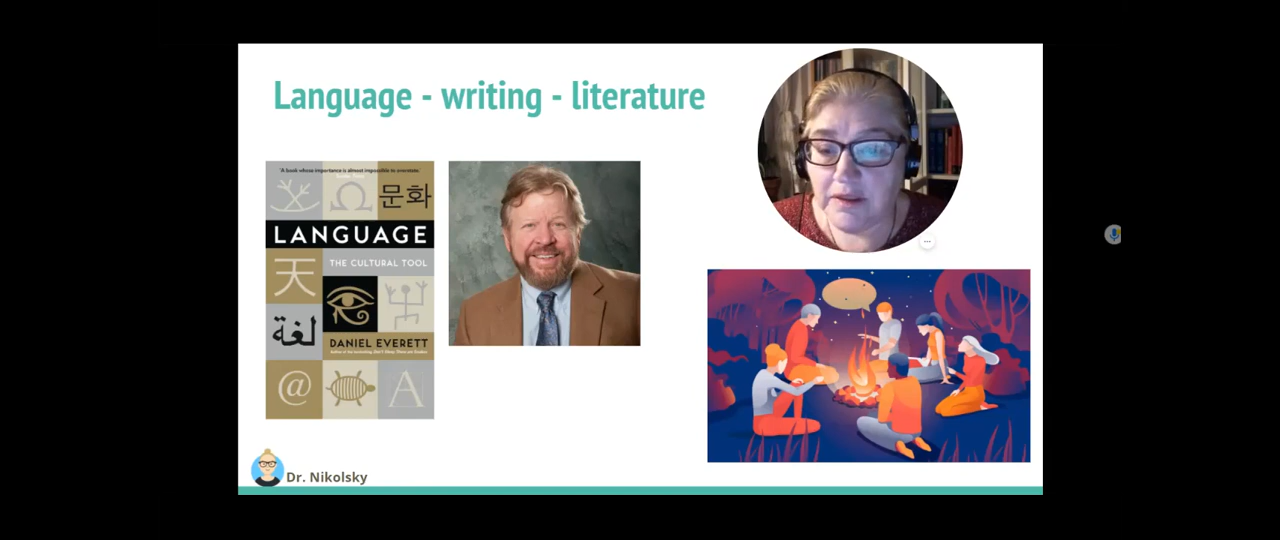 Language - writing - literature
'A book whose importance is almost impossible to overstate.'
Ω 문화
LANGUAGE
天 THE CULTURAL TOOL
لغة
DANIEL EVERETT
@ A
Dr. Nikolsky